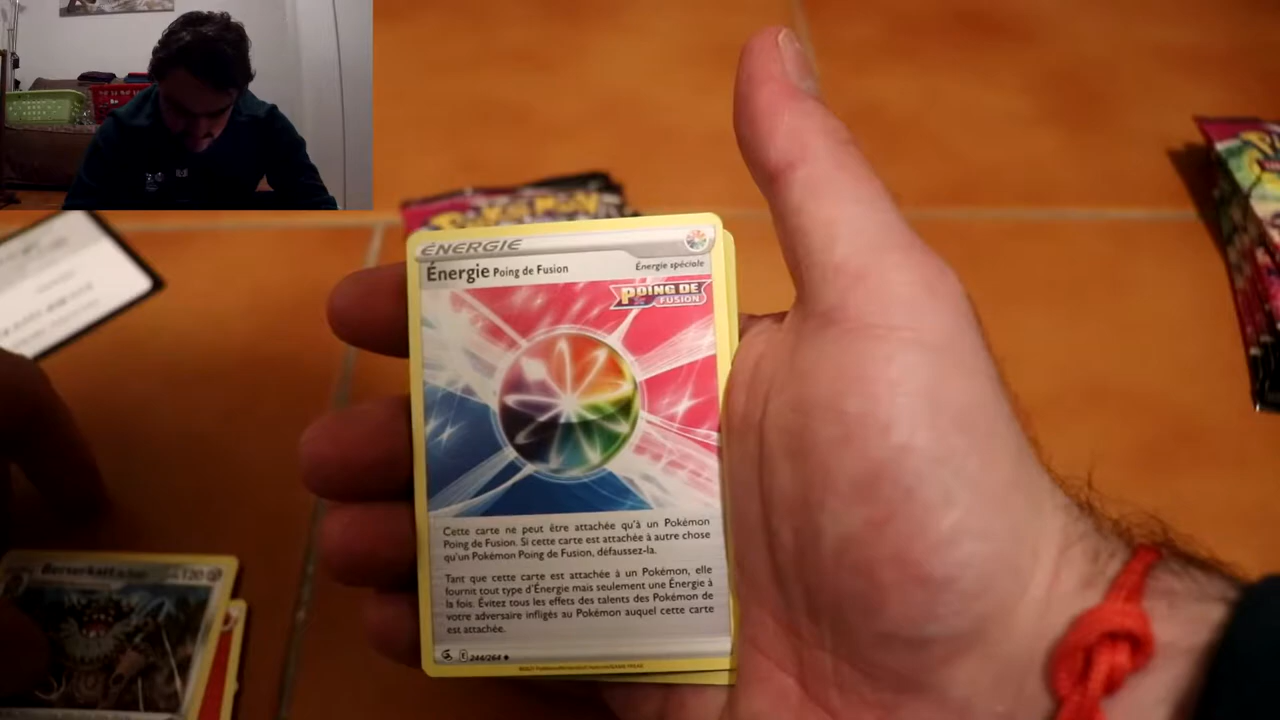 Pokémon
ÉNERGIE
Énergie Poing de Fusion
Énergie spéciale
POING DE
FUSION
Cette carte ne peut être attachée qu'à un Pokémon
Poing de Fusion. Si cette carte est attachée à autre chose
qu'un Pokémon Poing de Fusion, défaussez-la.
Tant que cette carte est attachée à un Pokémon, elle
fournit tout type d'Énergie mais seulement une Énergie à
la fois. Évitez tous les effets des talents des Pokémon de
votre adversaire infligés au Pokémon auquel cette carte
est attachée.
E 244/264
Berserkatt
120